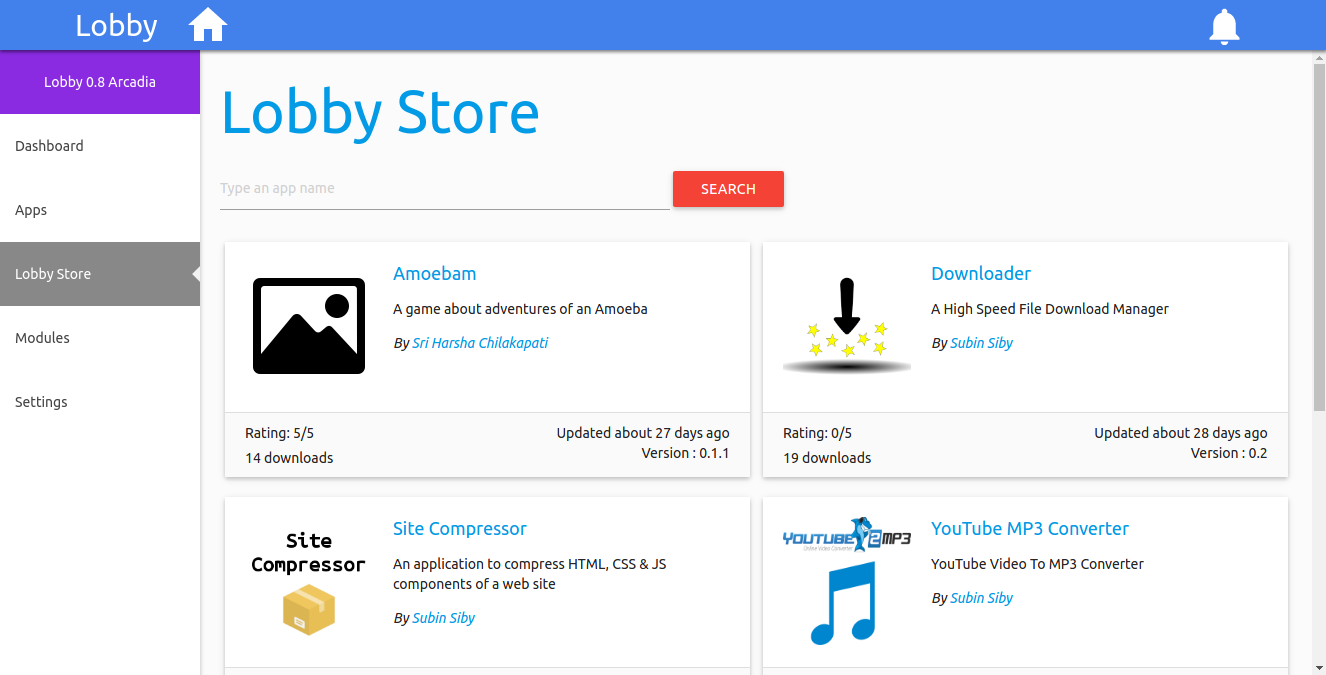 Lobby
Lobby 0.8 Arcadia
Dashboard
Apps
Lobby Store
Modules
Settings
Lobby Store
Type an app name
SEARCH
Amoebam
A game about adventures of an Amoeba
By Sri Harsha Chilakapati
Rating: 5/5
14 downloads
Updated about 27 days ago
Version : 0.1.1
Downloader
A High Speed File Download Manager
By Subin Siby
Rating: 0/5
19 downloads
Updated about 28 days ago
Version : 0.2
Site
Compressor
Site Compressor
An application to compress HTML, CSS & JS
components of a web site
By Subin Siby
YOUTUBE 2MP3
Online Video Converter
YouTube MP3 Converter
YouTube Video To MP3 Converter
By Subin Siby